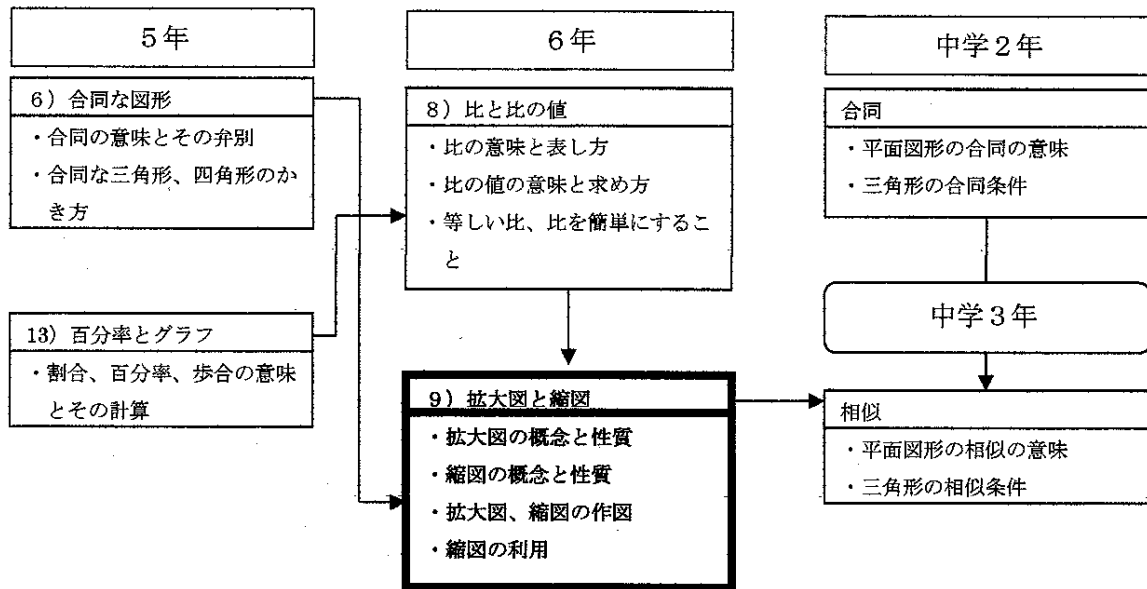 5年
6）合同な図形
・合同の意味とその弁別
・合同な三角形、四角形のか
き方
13）百分率とグラフ
・割合、百分率、歩合の意味
とその計算
6年
8）比と比の値
・比の意味と表し方
・比の値の意味と求め方
・等しい比、比を簡単にするこ
と
9）拡大図と縮図
・拡大図の概念と性質
・縮図の概念と性質
・拡大図、縮図の作図
・縮図の利用
中学2年
合同
・平面図形の合同の意味
・三角形の合同条件
中学3年
相似
・平面図形の相似の意味
・三角形の相似条件